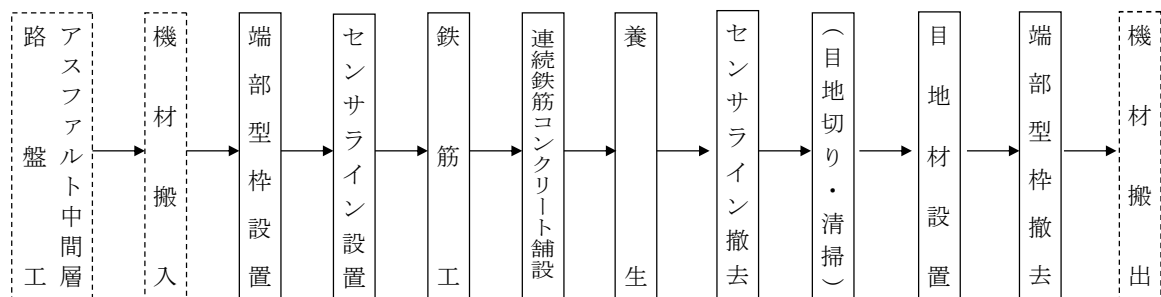 路盤工
アスファルト中間層
機材搬入
端部型枠設置
センサライン設置
鉄筋工
連続鉄筋コンクリート舗設
養生
センサライン撤去
(目地切り・清掃)
目地材設置
端部型枠撤去
機材搬出